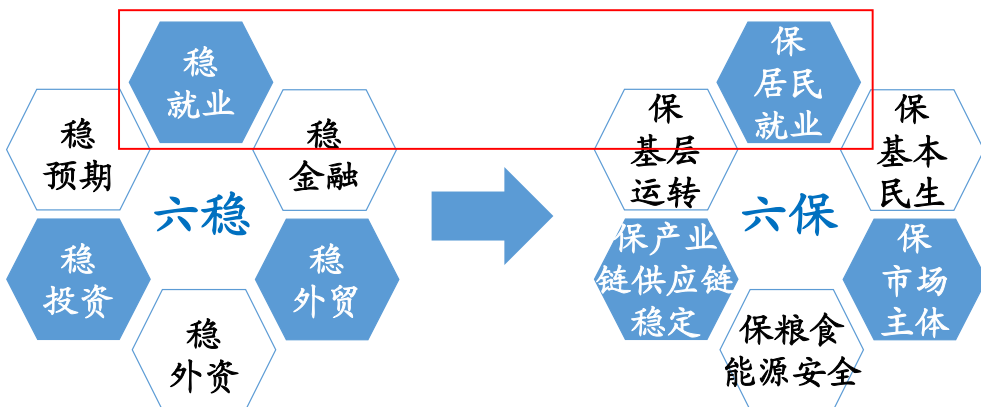 稳
就业
稳
预期
稳
金融
六稳
稳
投资
稳
外贸
稳
外资
保
居民
就业
保
基层
运转
保
基本
民生
六保
保产业
链供应链
稳定
保
市场
主体
保粮食
能源安全